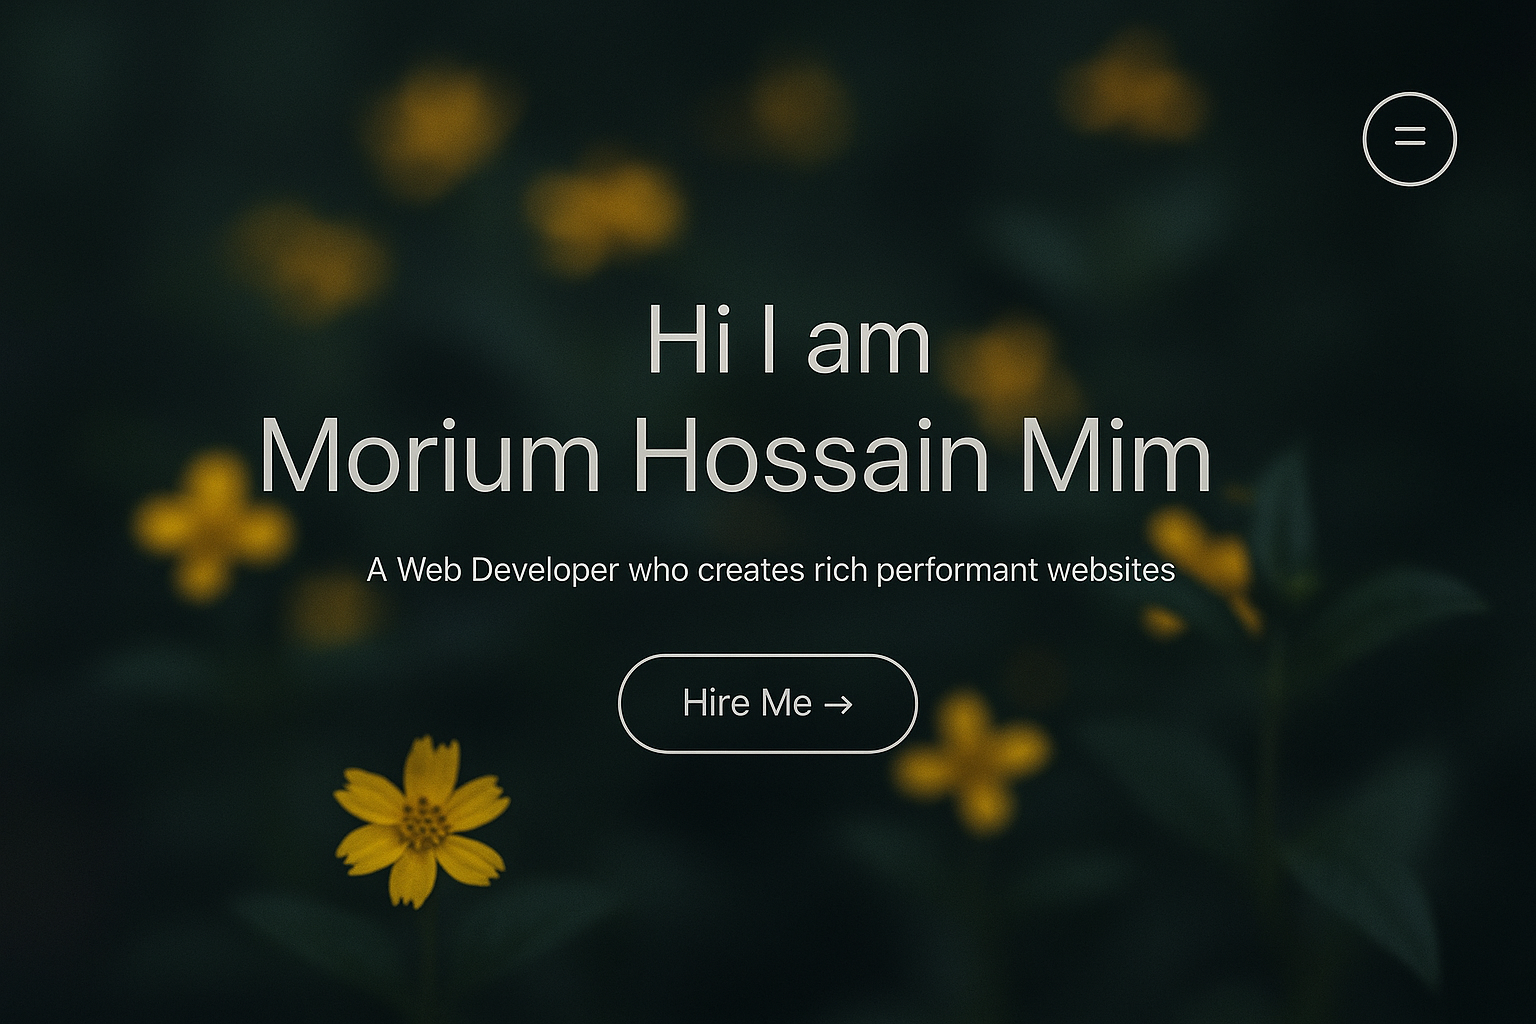 Hi I am
Morium Hossain Mim
A Web Developer who creates rich performant websites
Hire Me →